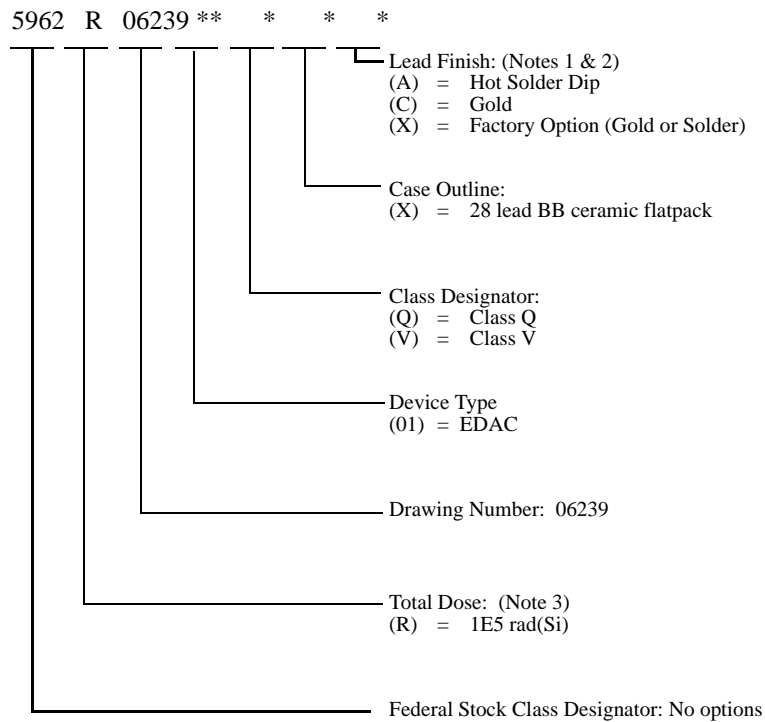 5962 R 06239 ** * * *
Lead Finish: (Notes 1 & 2)
(A) = Hot Solder Dip
(C) = Gold
(X) = Factory Option (Gold or Solder)
Case Outline:
(X) = 28 lead BB ceramic flatpack
Class Designator:
(Q) = Class Q
(V) = Class V
Device Type
(01) = EDAC
Drawing Number: 06239
Total Dose: (Note 3)
(R) = 1E5 rad(Si)
Federal Stock Class Designator: No options